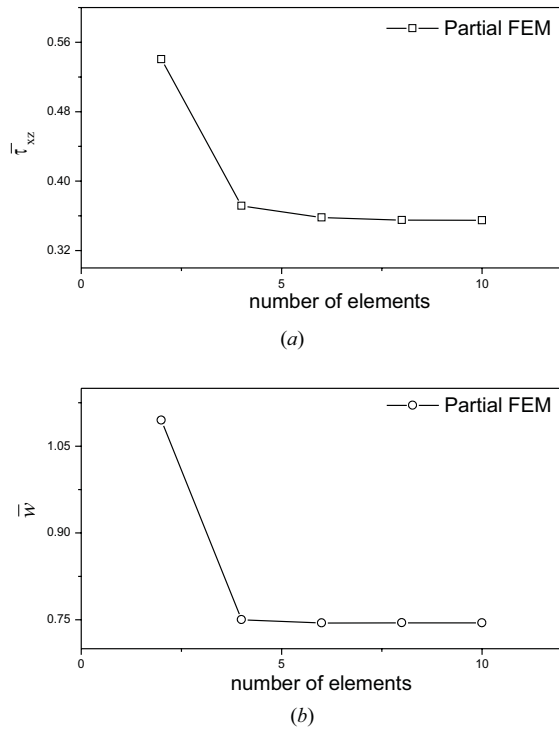 Partial FEM
0.56
0.48
0.40
0.32
τ̅xz
0
5
10
number of elements
(a)
Partial FEM
1.05
0.90
0.75
w̅
0
5
10
number of elements
(b)